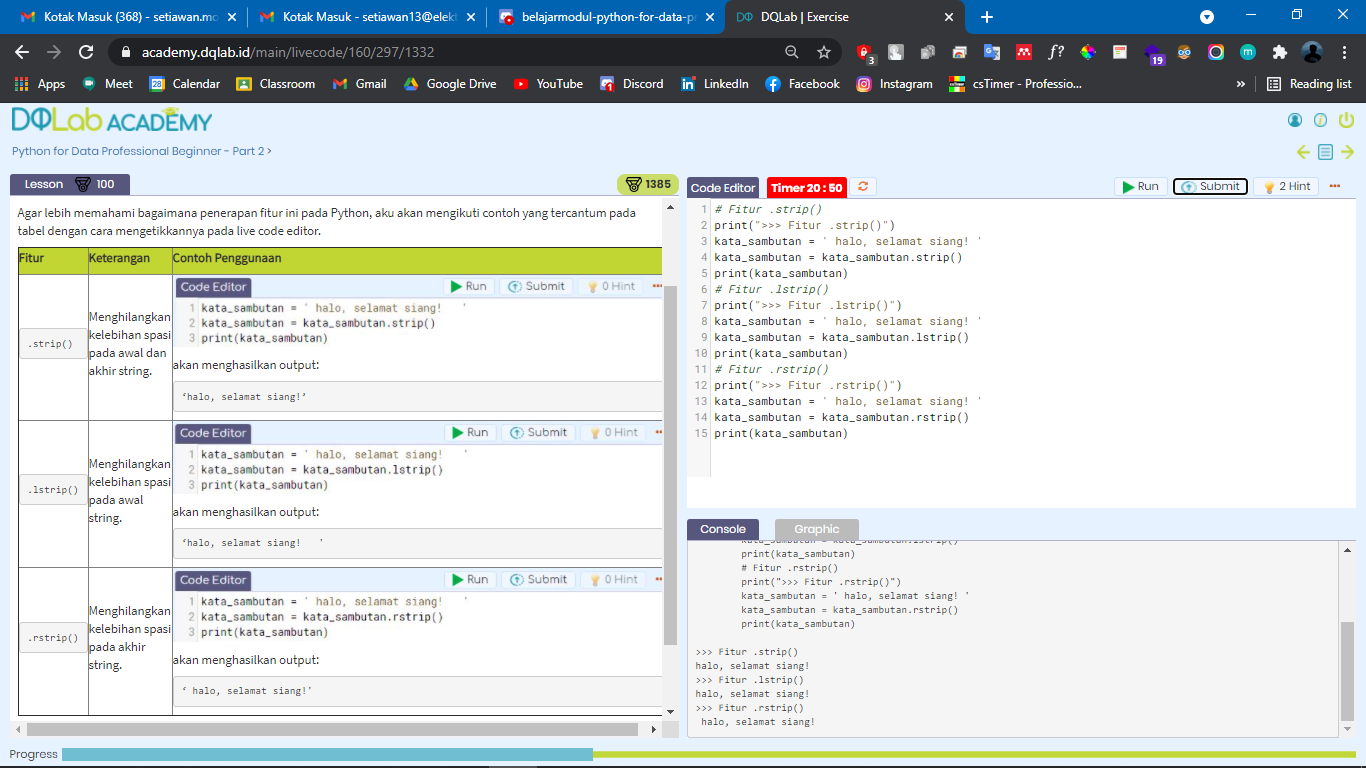 Kotak Masuk (368) - setiawan.mo
Kotak Masuk - setiawan13@elekt
belajarmodul-python-for-data-pr
DQLab | Exercise
academy.dqlab.id/main/livecode/160/297/1332
3
f?
19
Apps
Meet
28
Calendar
Classroom
Gmail
Google Drive
YouTube
1
Discord
LinkedIn
Facebook
Instagram
csTimer - Professio...
»
Reading list
DQLab ACADEMY
Python for Data Professional Beginner - Part 2 >
Lesson 100
1385
Agar lebih memahami bagaimana penerapan fitur ini pada Python, aku akan mengikuti contoh yang tercantum pada
tabel dengan cara mengetikkannya pada live code editor.
Fitur Keterangan Contoh Penggunaan
.strip()
Menghilangkan
kelebihan spasi
pada awal dan
akhir string.
Code Editor Run Submit 0 Hint
1 kata_sambutan = ' halo, selamat siang!   '
2 kata_sambutan = kata_sambutan.strip()
3 print(kata_sambutan)
akan menghasilkan output:
‘halo, selamat siang!’
.lstrip()
Menghilangkan
kelebihan spasi
pada awal
string.
Code Editor Run Submit 0 Hint
1 kata_sambutan = ' halo, selamat siang!   '
2 kata_sambutan = kata_sambutan.lstrip()
3 print(kata_sambutan)
akan menghasilkan output:
‘halo, selamat siang!   '
.rstrip()
Menghilangkan
kelebihan spasi
pada akhir
string.
Code Editor Run Submit 0 Hint
1 kata_sambutan = ' halo, selamat siang!   '
2 kata_sambutan = kata_sambutan.rstrip()
3 print(kata_sambutan)
akan menghasilkan output:
‘ halo, selamat siang!'
Code Editor Timer 20 : 50 Run Submit 2 Hint
1 # Fitur .strip()
2 print(">>> Fitur .strip()")
3 kata_sambutan = ' halo, selamat siang! '
4 kata_sambutan = kata_sambutan.strip()
5 print(kata_sambutan)
6 # Fitur .lstrip()
7 print(">>> Fitur .lstrip()")
8 kata_sambutan = ' halo, selamat siang! '
9 kata_sambutan = kata_sambutan.lstrip()
10 print(kata_sambutan)
11 # Fitur .rstrip()
12 print(">>> Fitur .rstrip()")
13 kata_sambutan = ' halo, selamat siang! '
14 kata_sambutan = kata_sambutan.rstrip()
15 print(kata_sambutan)
Console Graphic
kata_sambutan = kata_sambutan.lstrip()
print(kata_sambutan)
# Fitur .rstrip()
print(">>> Fitur .rstrip()")
kata_sambutan = ' halo, selamat siang! '
kata_sambutan = kata_sambutan.rstrip()
print(kata_sambutan)
>>> Fitur .strip()
halo, selamat siang!
>>> Fitur .lstrip()
halo, selamat siang!
>>> Fitur .rstrip()
 halo, selamat siang!
Progress